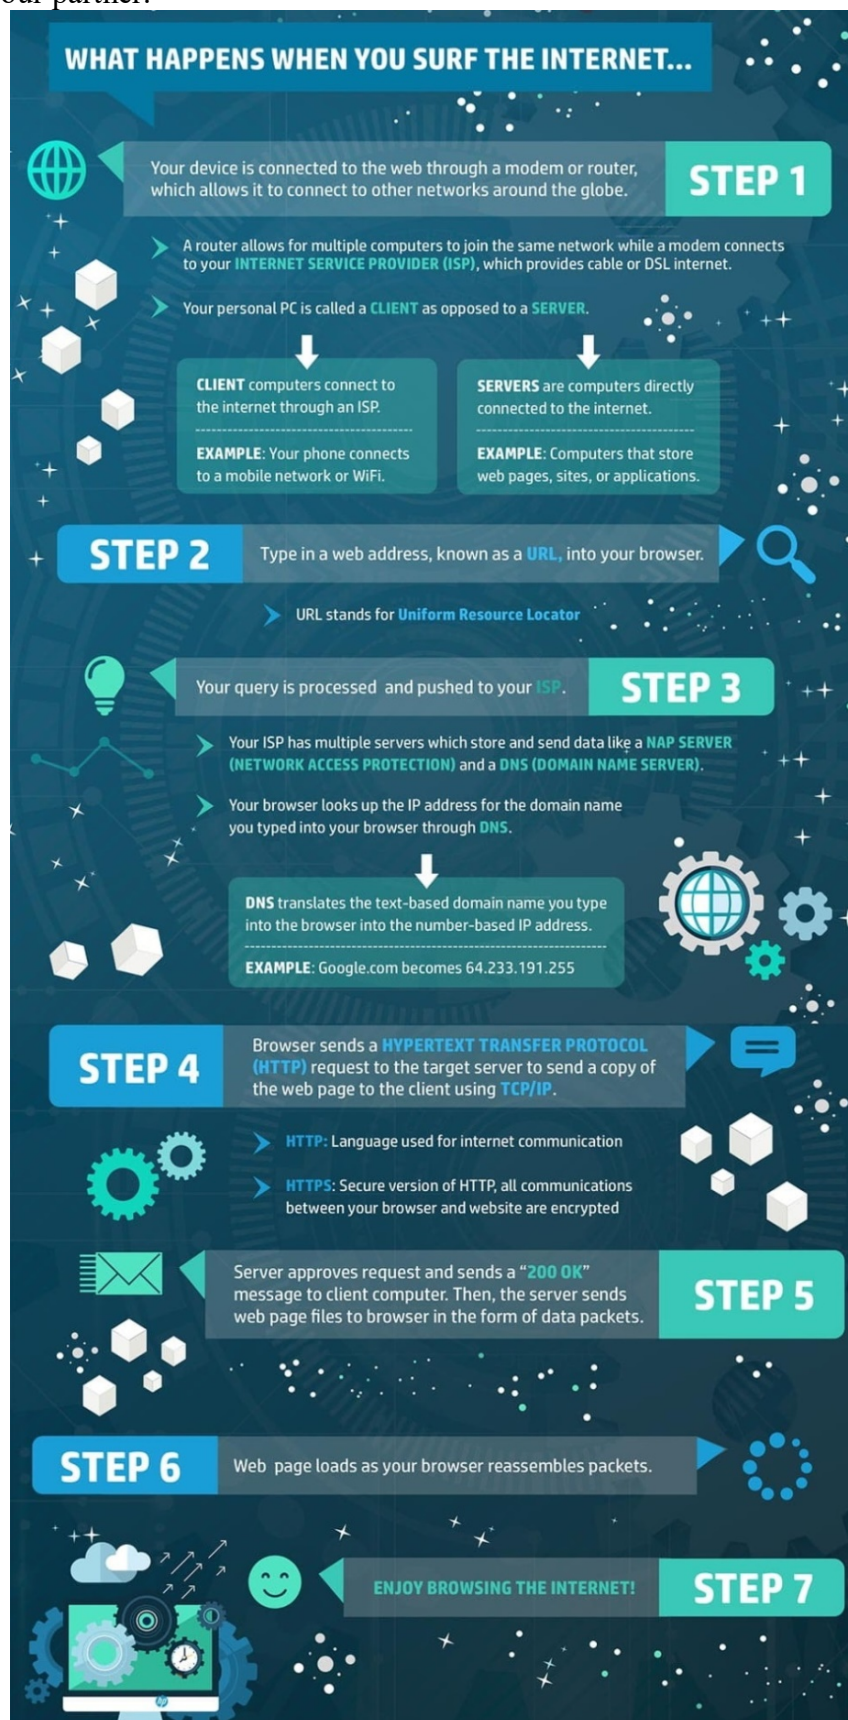 our partner.
WHAT HAPPENS WHEN YOU SURF THE INTERNET...
Your device is connected to the web through a modem or router,
which allows it to connect to other networks around the globe.
STEP 1
A router allows for multiple computers to join the same network while a modem connects
to your INTERNET SERVICE PROVIDER (ISP), which provides cable or DSL internet.
Your personal PC is called a CLIENT as opposed to a SERVER.
CLIENT computers connect to
the internet through an ISP.
EXAMPLE: Your phone connects
to a mobile network or WiFi.
SERVERS are computers directly
connected to the internet.
EXAMPLE: Computers that store
web pages, sites, or applications.
STEP 2
Type in a web address, known as a URL, into your browser.
URL stands for Uniform Resource Locator
Your query is processed and pushed to your ISP.
STEP 3
Your ISP has multiple servers which store and send data like a NAP SERVER
(NETWORK ACCESS PROTECTION) and a DNS (DOMAIN NAME SERVER).
Your browser looks up the IP address for the domain name
you typed into your browser through DNS.
DNS translates the text-based domain name you type
into the browser into the number-based IP address.
EXAMPLE: Google.com becomes 64.233.191.255
STEP 4
Browser sends a HYPERTEXT TRANSFER PROTOCOL
(HTTP) request to the target server to send a copy of
the web page to the client using TCP/IP.
HTTP: Language used for internet communication
HTTPS: Secure version of HTTP, all communications
between your browser and website are encrypted
Server approves request and sends a “200 OK”
message to client computer. Then, the server sends
web page files to browser in the form of data packets.
STEP 5
STEP 6
Web page loads as your browser reassembles packets.
ENJOY BROWSING THE INTERNET!
STEP 7
hp